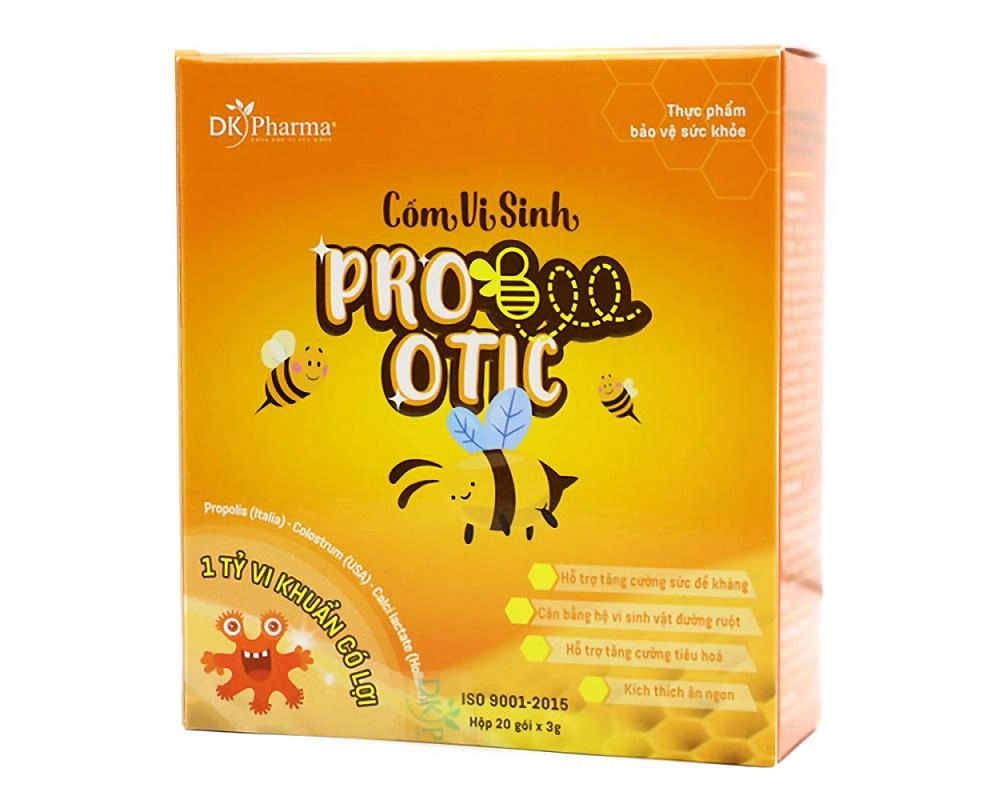 DK Pharma®
Thực phẩm
bảo vệ sức khỏe
Cốm Vi Sinh
PROBee
OTIC
Propolis (Italia) - Colostrum (USA) - Calci lactate
1 TỶ VI KHUẨN CÓ LỢI
Hỗ trợ tăng cường sức đề kháng
Cân bằng hệ vi sinh vật đường ruột
Hỗ trợ tăng cường tiêu hoá
Kích thích ăn ngon
ISO 9001-2015
Hộp 20 gói x 3g